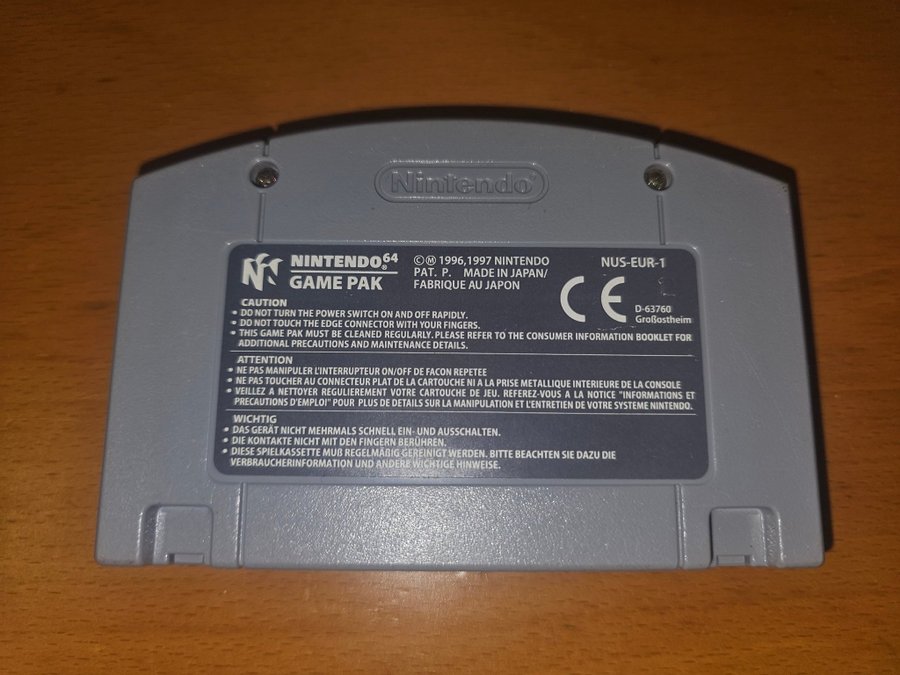 Nintendo®
NINTENDO64®
GAME PAK
©Ⓜ 1996,1997 NINTENDO
PAT. P. MADE IN JAPAN/
FABRIQUE AU JAPON
NUS-EUR-1
CE
D-63760
Großostheim
CAUTION
• DO NOT TURN THE POWER SWITCH ON AND OFF RAPIDLY.
• DO NOT TOUCH THE EDGE CONNECTOR WITH YOUR FINGERS.
• THIS GAME PAK MUST BE CLEANED REGULARLY. PLEASE REFER TO THE CONSUMER INFORMATION BOOKLET FOR
ADDITIONAL PRECAUTIONS AND MAINTENANCE DETAILS.
ATTENTION
• NE PAS MANIPULER L'INTERRUPTEUR ON/OFF DE FACON REPETEE
• NE PAS TOUCHER AU CONNECTEUR PLAT DE LA CARTOUCHE NI A LA PRISE METALLIQUE INTERIEURE DE LA CONSOLE
• VEILLEZ A NETTOYER REGULIEREMENT VOTRE CARTOUCHE DE JEU. REFEREZ-VOUS A LA NOTICE "INFORMATIONS ET
PRECAUTIONS D'EMPLOI" POUR PLUS DE DETAILS SUR LA MANIPULATION ET L'ENTRETIEN DE VOTRE SYSTEME NINTENDO.
WICHTIG
• DAS GERÄT NICHT MEHRMALS SCHNELL EIN- UND AUSSCHALTEN.
• DIE KONTAKTE NICHT MIT DEN FINGERN BERÜHREN.
• DIESE SPIELKASSETTE MUß REGELMÄßIG GEREINIGT WERDEN. BITTE BEACHTEN SIE DAZU DIE
VERBRAUCHERINFORMATION UND ANDERE WICHTIGE HINWEISE.